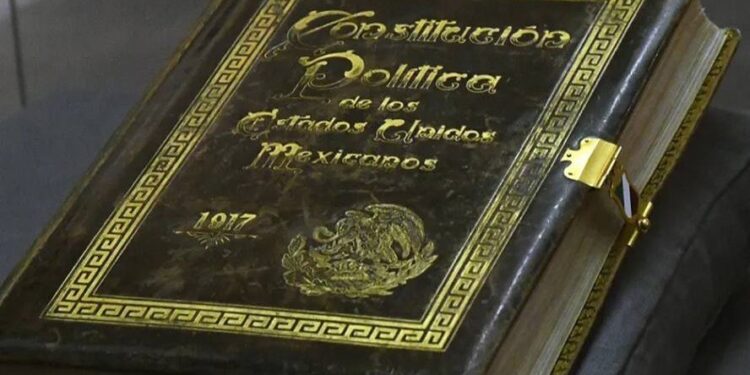 Constitución
Política
de los
Estados Unidos
Mexicanos
1917